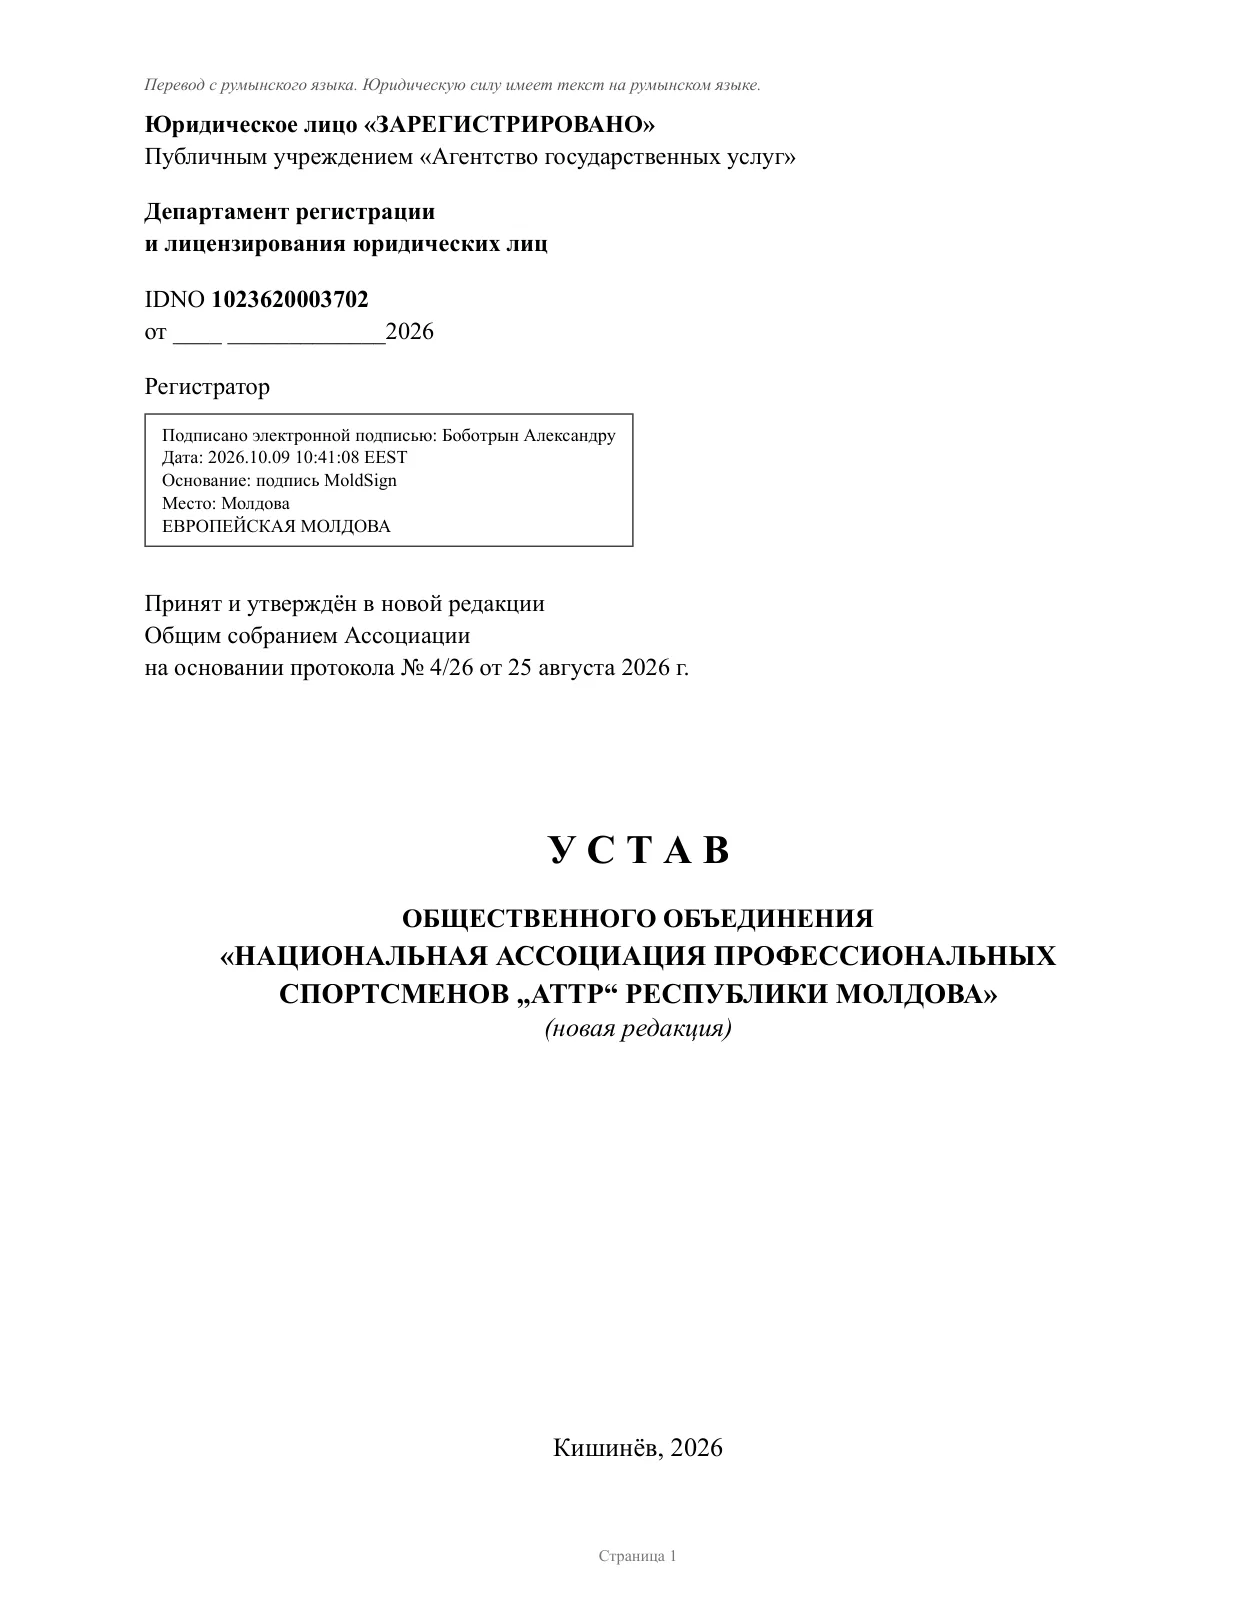 Перевод с румынского языка. Юридическую силу имеет текст на румынском языке.
Юридическое лицо «ЗАРЕГИСТРИРОВАНО»
Публичным учреждением «Агентство государственных услуг»
Департамент регистрации
и лицензирования юридических лиц
IDNO 1023620003702
от ____ _____________2026
Регистратор
Подписано электронной подписью: Боботрын Александру
Дата: 2026.10.09 10:41:08 EEST
Основание: подпись MoldSign
Место: Молдова
ЕВРОПЕЙСКАЯ МОЛДОВА
Принят и утверждён в новой редакции
Общим собранием Ассоциации
на основании протокола № 4/26 от 25 августа 2026 г.
У С Т А В
ОБЩЕСТВЕННОГО ОБЪЕДИНЕНИЯ
«НАЦИОНАЛЬНАЯ АССОЦИАЦИЯ ПРОФЕССИОНАЛЬНЫХ
СПОРТСМЕНОВ „АТТР“ РЕСПУБЛИКИ МОЛДОВА»
(новая редакция)
Кишинёв, 2026
Страница 1